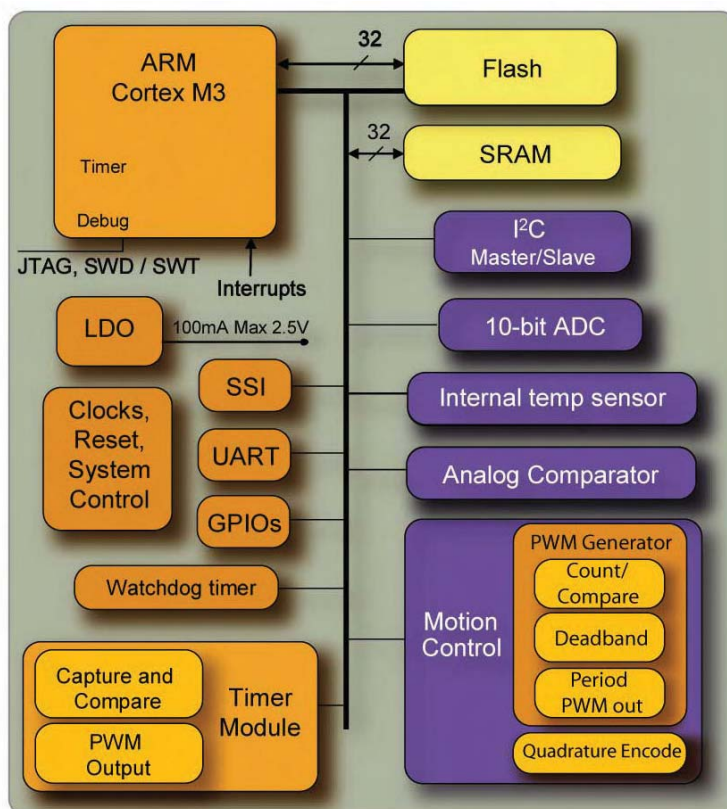 ARM
Cortex M3
Timer
Debug
JTAG, SWD / SWT
Interrupts
32
Flash
32
SRAM
I²C
Master/Slave
10-bit ADC
Internal temp sensor
Analog Comparator
LDO
100mA Max 2.5V
Clocks,
Reset,
System
Control
SSI
UART
GPIOs
Watchdog timer
Capture and
Compare
PWM
Output
Timer
Module
Motion
Control
PWM Generator
Count/
Compare
Deadband
Period
PWM out
Quadrature Encode